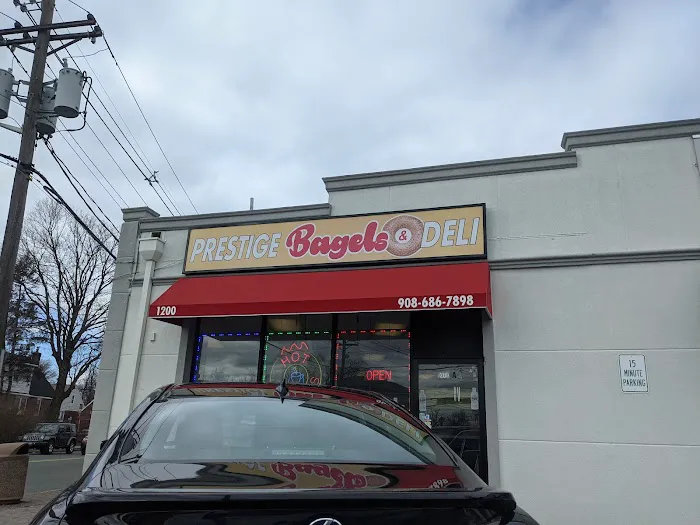 PRESTIGE Bagels & DELI
1200
908-686-7898
HOT
OPEN
15
MINUTE
PARKING